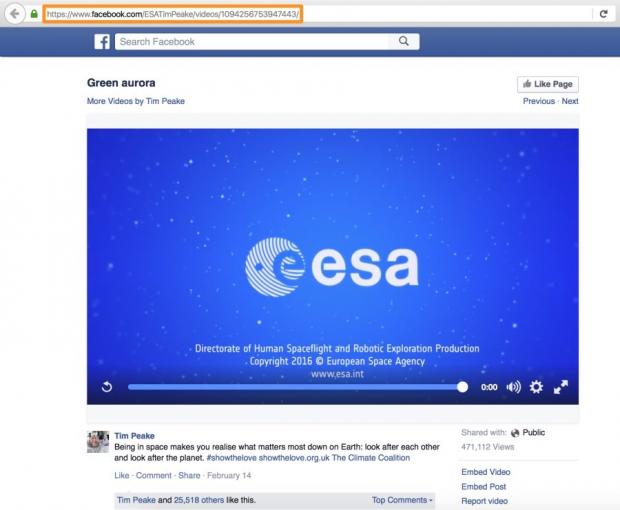 https://www.facebook.com/ESATimPeake/videos/1094256753947443/
f Search Facebook
Green aurora
Like Page
More Videos by Tim Peake
Previous · Next
esa
Directorate of Human Spaceflight and Robotic Exploration Production
Copyright 2016 © European Space Agency
www.esa.int
0:00
Tim Peake
Being in space makes you realise what matters most down on Earth: look after each other
and look after the planet. #showthelove showthelove.org.uk The Climate Coalition
Like · Comment · Share · February 14
Tim Peake and 25,518 others like this.
Top Comments
Shared with: Public
471,112 Views
Embed Video
Embed Post
Report video